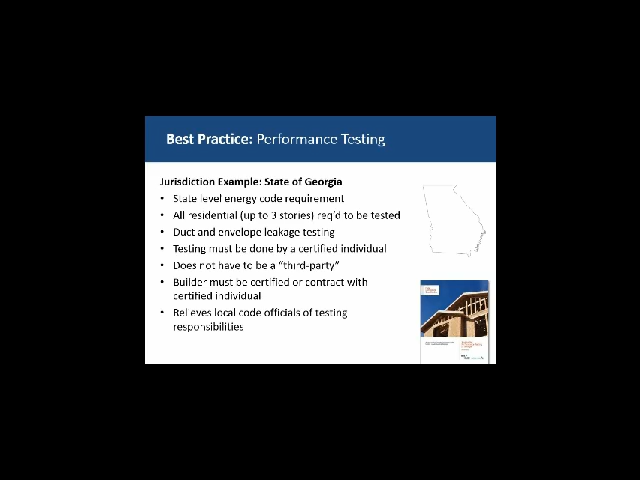 Best Practice: Performance Testing
Jurisdiction Example: State of Georgia
• State level energy code requirement
• All residential (up to 3 stories) req'd to be tested
• Duct and envelope leakage testing
• Testing must be done by a certified individual
• Does not have to be a “third-party”
• Builder must be certified or contract with
certified individual
• Relieves local code officials of testing
responsibilities